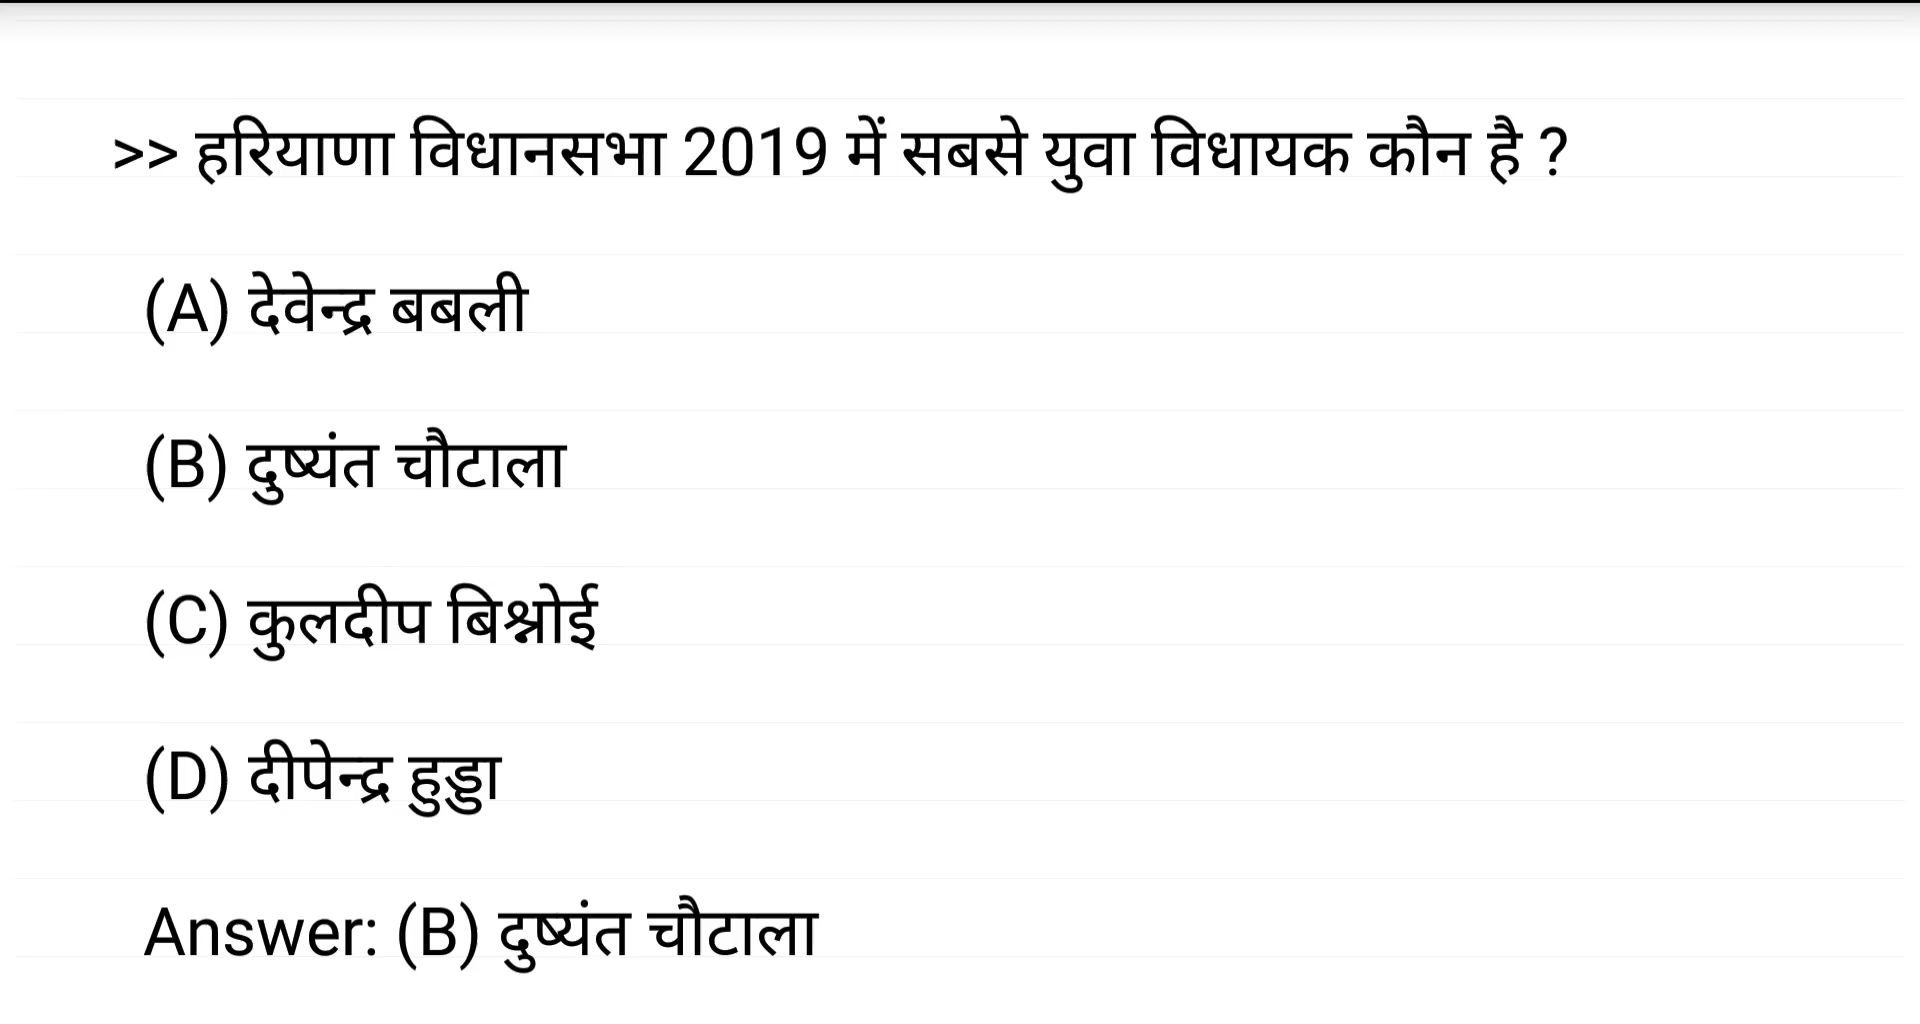 >> हरियाणा विधानसभा 2019 में सबसे युवा विधायक कौन है ?
(A) देवेन्द्र बबली
(B) दुष्यंत चौटाला
(C) कुलदीप बिश्नोई
(D) दीपेन्द्र हुड्डा
Answer: (B) दुष्यंत चौटाला